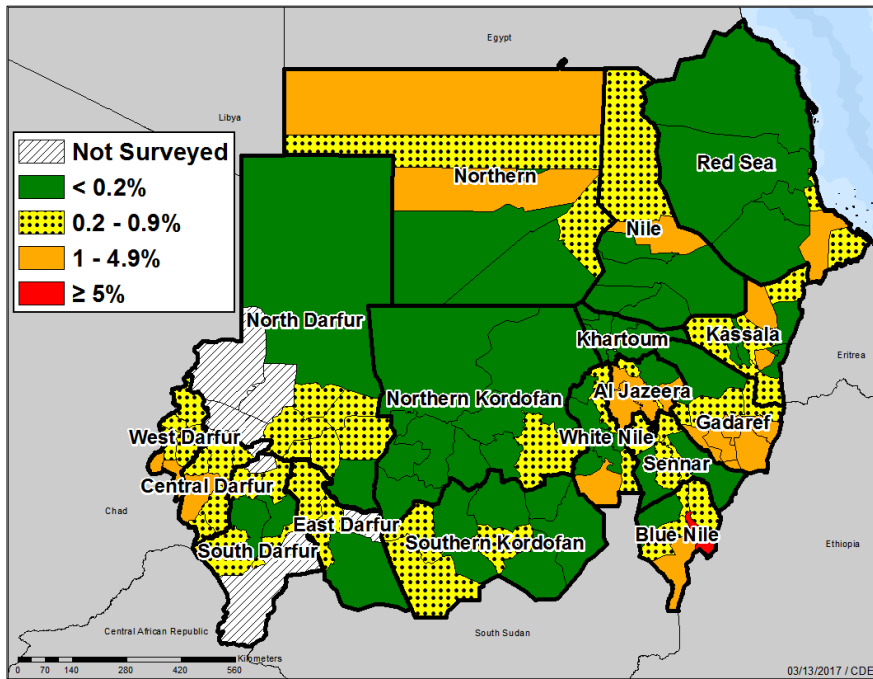 Egypt
Libya
Not Surveyed
< 0.2%
0.2 - 0.9%
1 - 4.9%
≥ 5%
Red Sea
Northern
Nile
North Darfur
Khartoum
Kassala
Eritrea
Northern Kordofan
Al Jazeera
Gadaref
West Darfur
White Nile
Sennar
Central Darfur
Chad
East Darfur
Blue Nile
Ethiopia
South Darfur
Southern Kordofan
Central African Republic
South Sudan
Kilometers
0 70 140 280 420 560
03/13/2017 / CDE